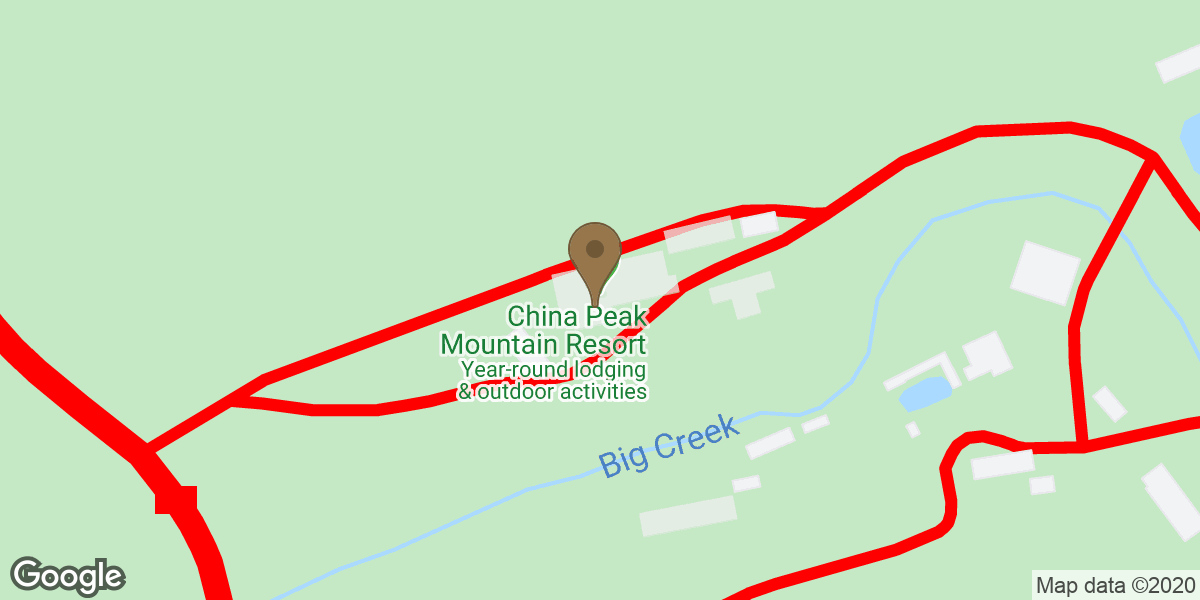 China Peak
Mountain Resort
Year-round lodging
& outdoor activities
Big Creek
Google
Map data ©2020